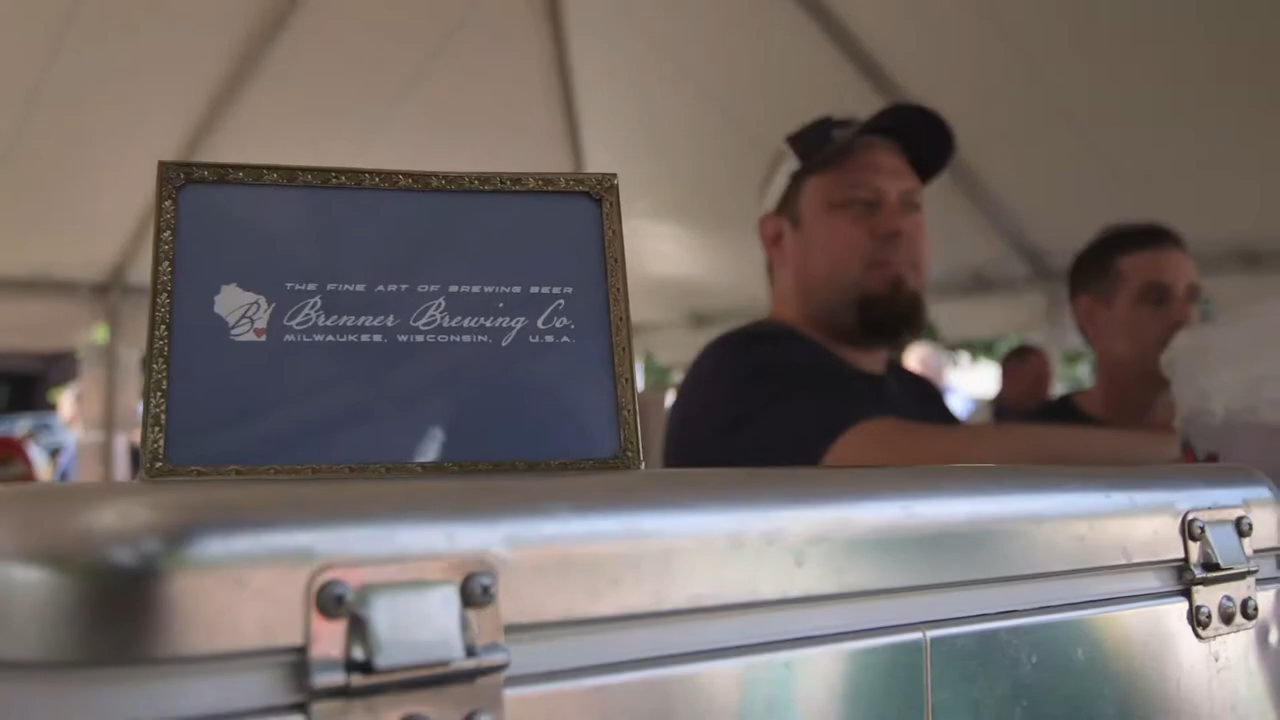 THE FINE ART OF BREWING BEER
B
Brenner Brewing Co.
MILWAUKEE, WISCONSIN, U.S.A.